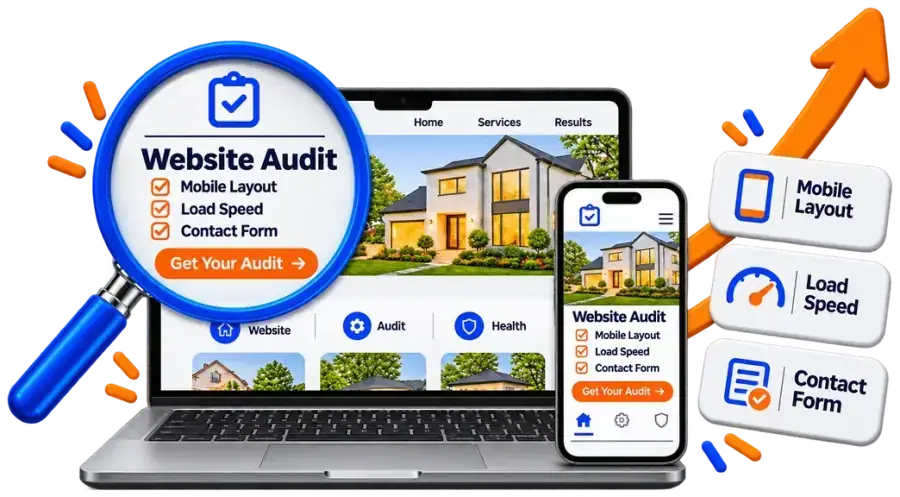 Website Audit
Mobile Layout
Load Speed
Contact Form
Get Your Audit →
Home
Services
Results
Website
Audit
Health
Website Audit
Mobile Layout
Load Speed
Contact Form
Get Your Audit →
Mobile
Layout
Load
Speed
Contact
Form